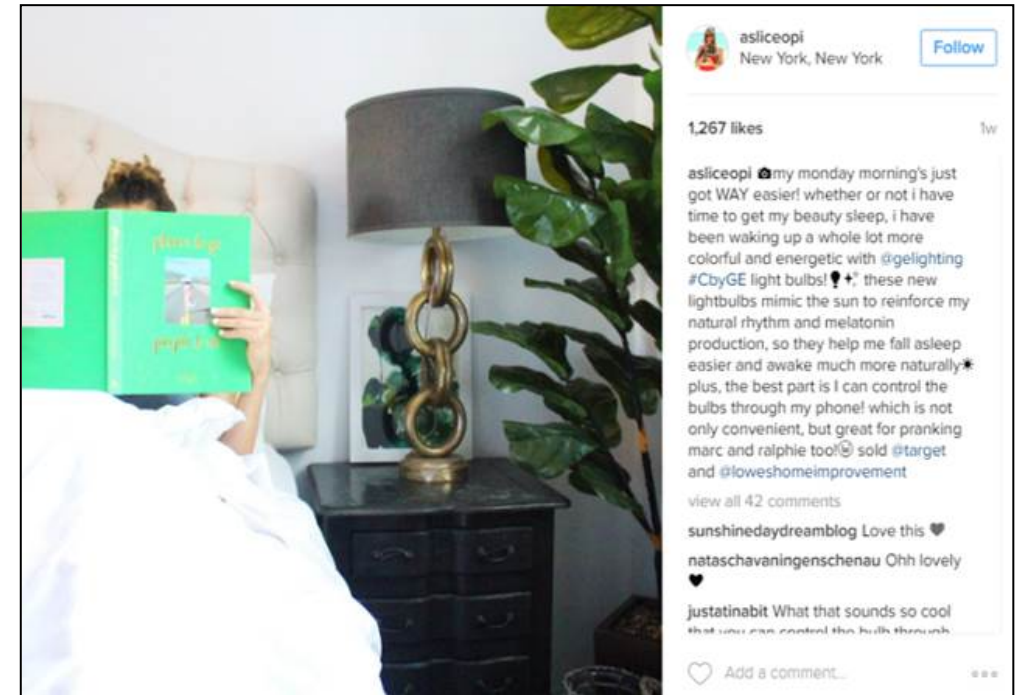 places to go
people to see
asliceopi
New York, New York
Follow
1,267 likes
1w
asliceopi 📷my monday morning's just
got WAY easier! whether or not i have
time to get my beauty sleep, i have
been waking up a whole lot more
colorful and energetic with @gelighting
#CbyGE light bulbs!💡✨ these new
lightbulbs mimic the sun to reinforce my
natural rhythm and melatonin
production, so they help me fall asleep
easier and awake much more naturally☀
plus, the best part is I can control the
bulbs through my phone! which is not
only convenient, but great for pranking
marc and ralphie too!😜 sold @target
and @loweshomeimprovement
view all 42 comments
sunshinedaydreamblog Love this ♥
nataschavaningenschenau Ohh lovely
♥
justatinabit What that sounds so cool
that you can control the bulb through
Add a comment...